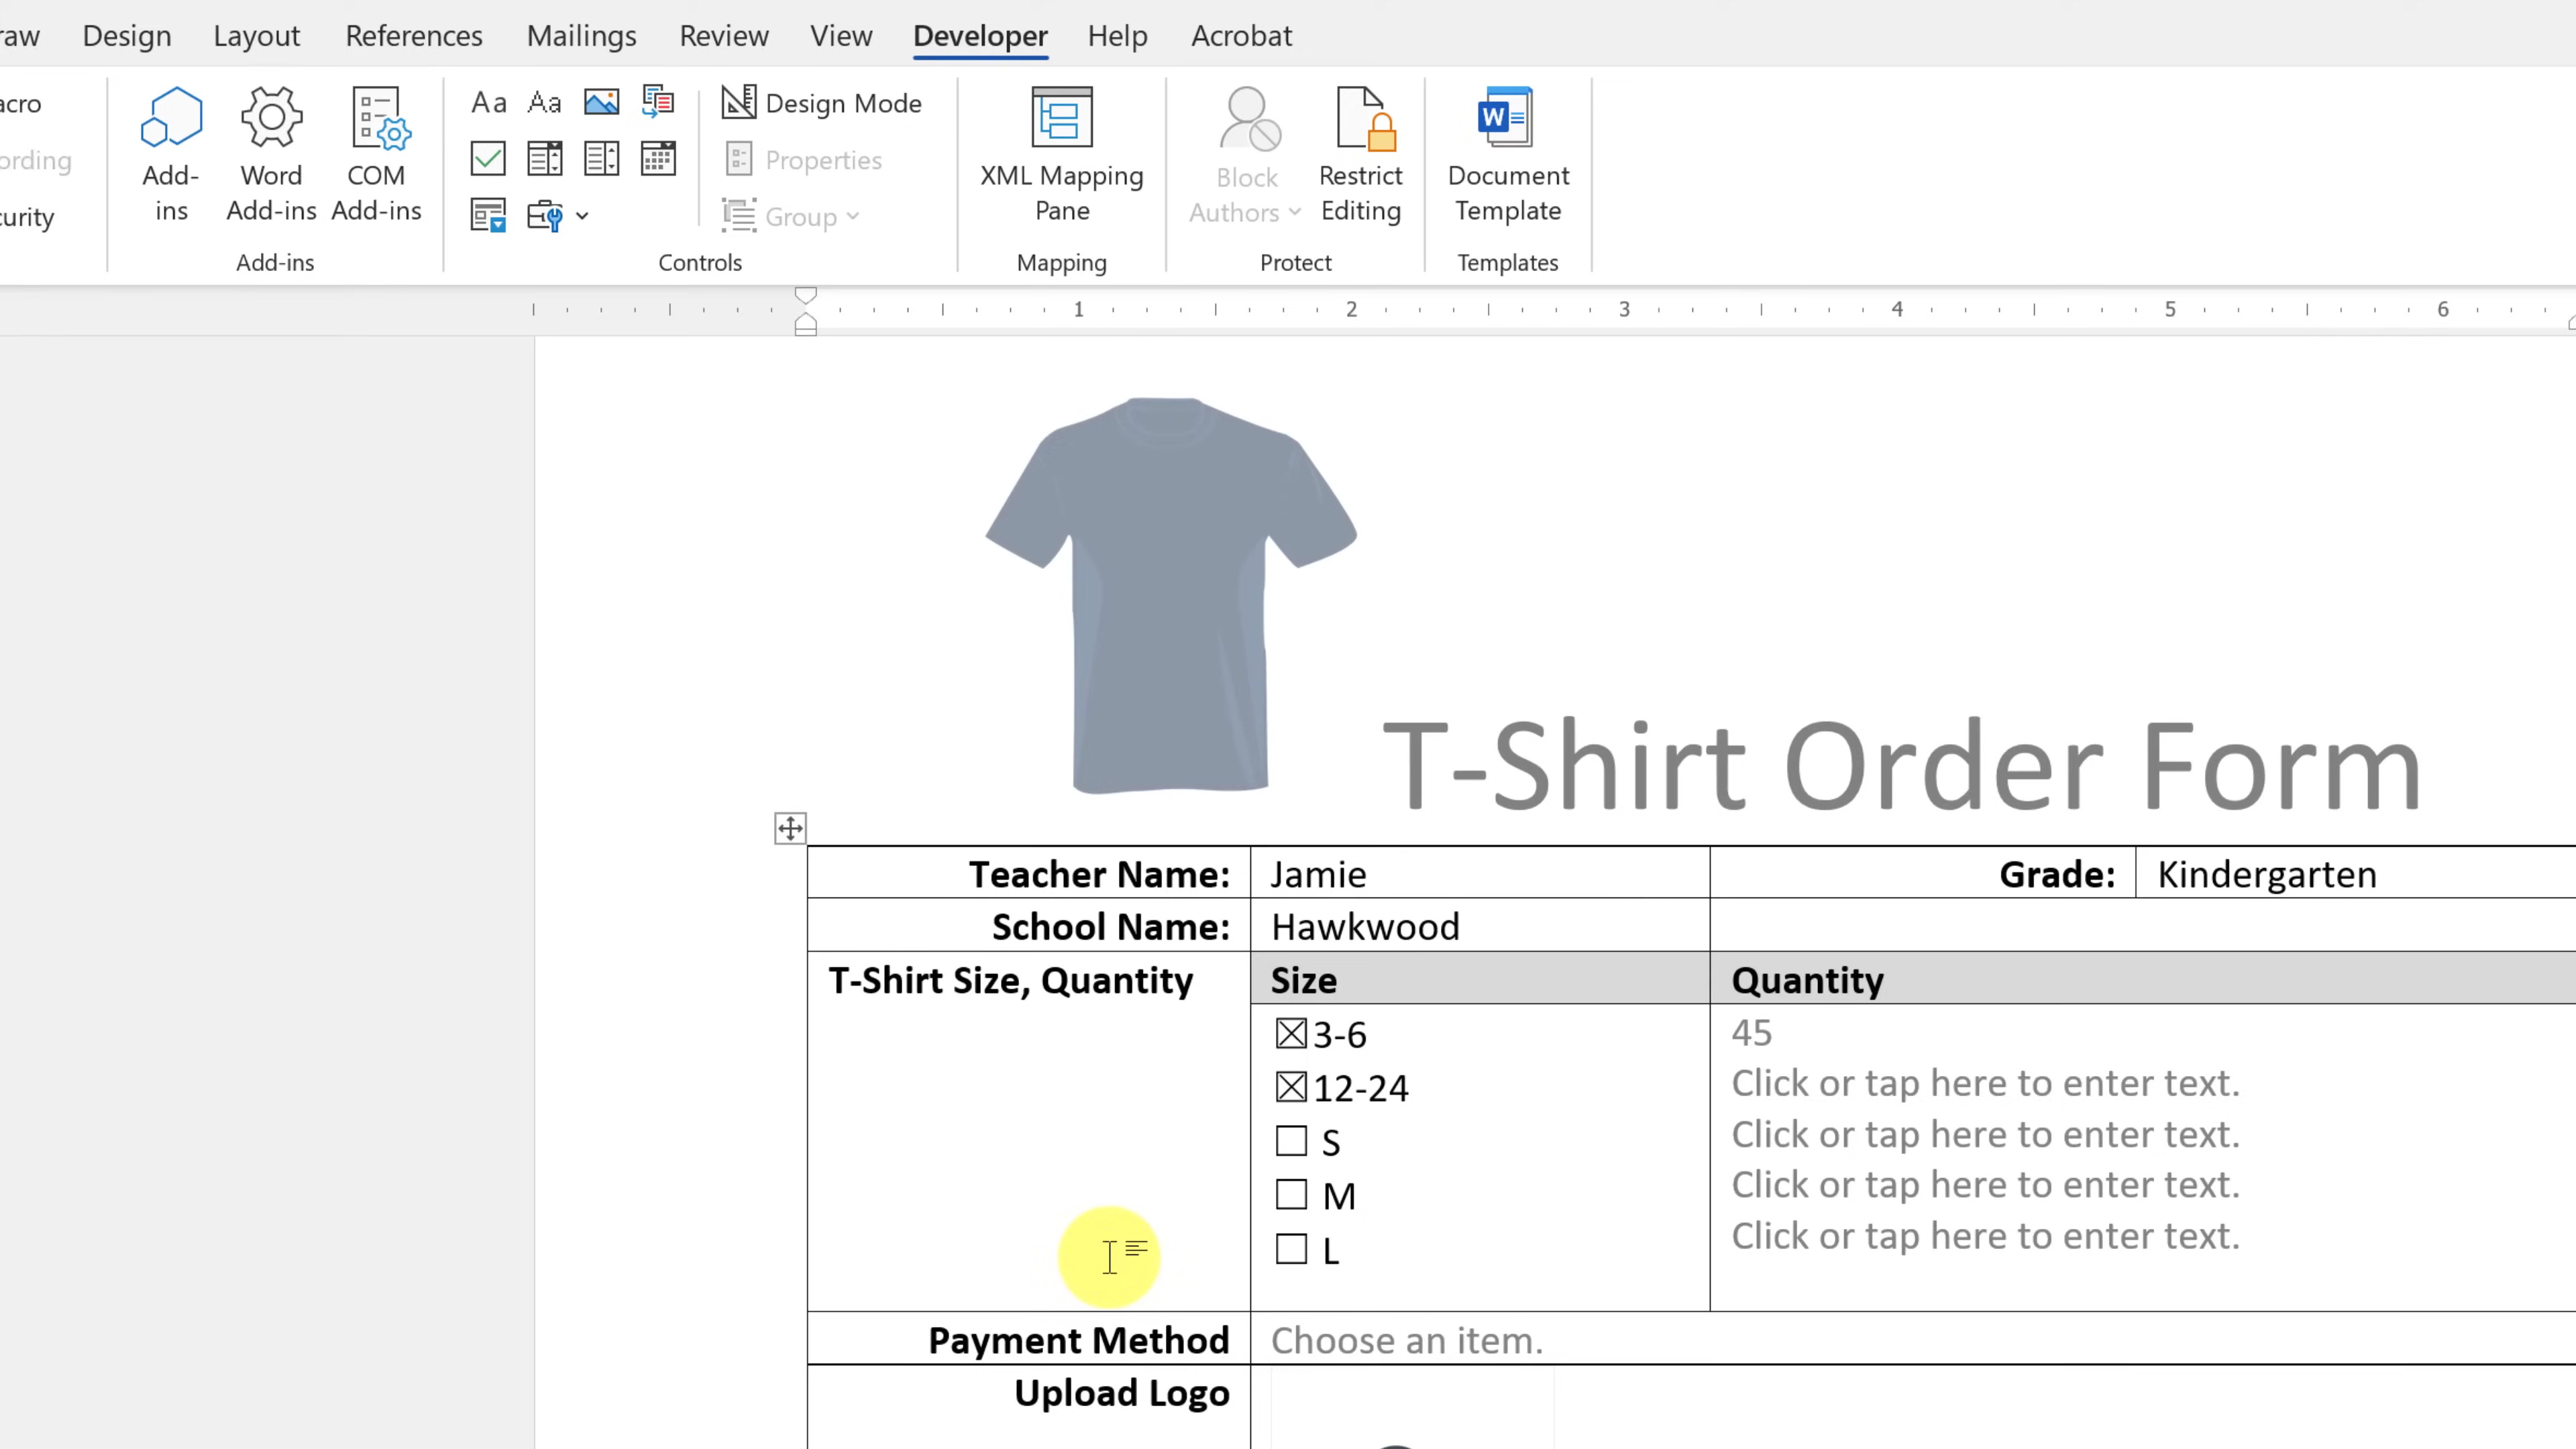 raw Design Layout References Mailings Review View Developer Help Acrobat
acro
ording
curity
Add-
ins
Word
Add-ins
COM
Add-ins
Add-ins
Aa Aa
Design Mode
Properties
Group
Controls
XML Mapping
Pane
Mapping
Block
Authors
Restrict
Editing
Protect
W
Document
Template
Templates
1 2 3 4 5 6
T-Shirt Order Form
Teacher Name: Jamie Grade: Kindergarten
School Name: Hawkwood
T-Shirt Size, Quantity Size Quantity
☒ 3-6 45
☒ 12-24 Click or tap here to enter text.
☐ S Click or tap here to enter text.
☐ M Click or tap here to enter text.
☐ L Click or tap here to enter text.
Payment Method Choose an item.
Upload Logo